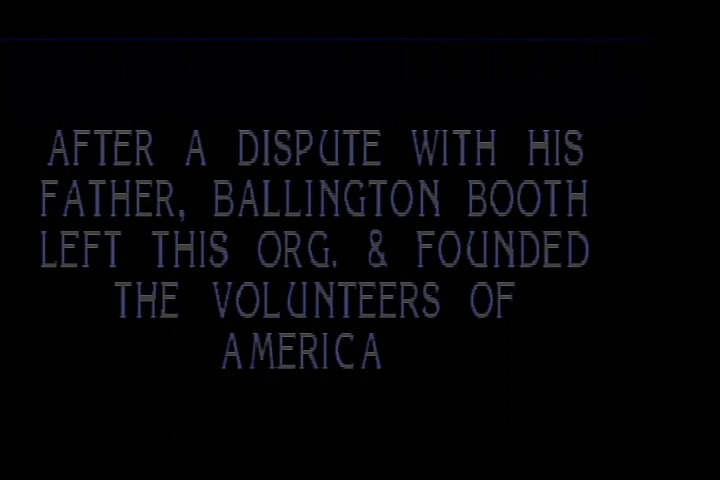 AFTER A DISPUTE WITH HIS
FATHER, BALLINGTON BOOTH
LEFT THIS ORG. & FOUNDED
THE VOLUNTEERS OF
AMERICA